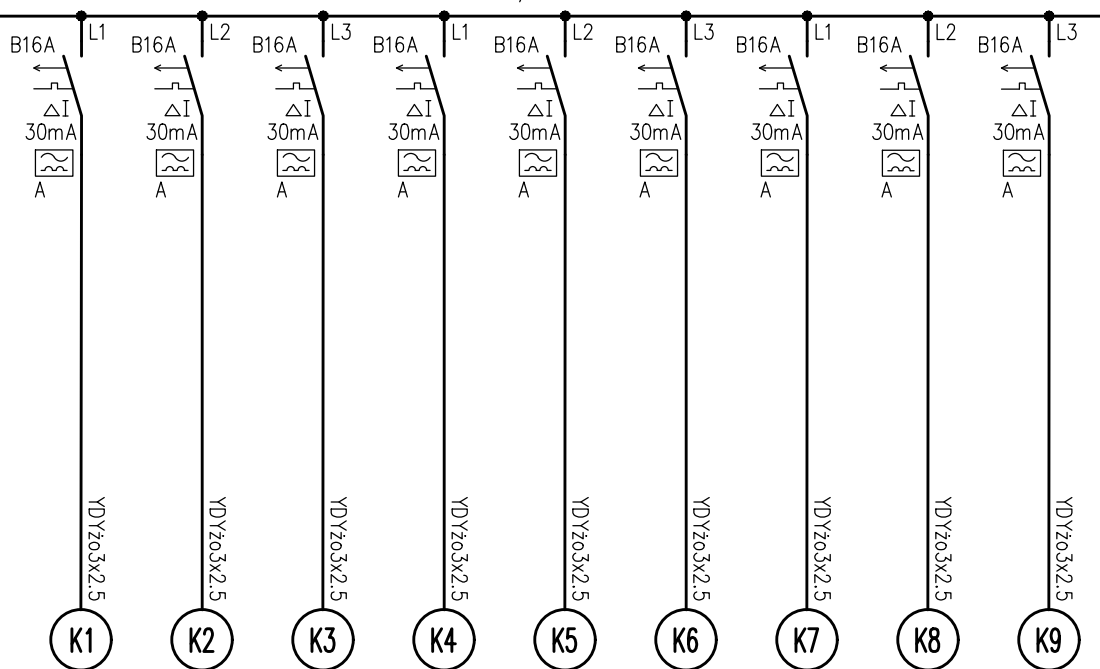 L1 L2 L3 L1 L2 L3 L1 L2 L3
B16A B16A B16A B16A B16A B16A B16A B16A B16A
ΔI ΔI ΔI ΔI ΔI ΔI ΔI ΔI ΔI
30mA 30mA 30mA 30mA 30mA 30mA 30mA 30mA 30mA
A A A A A A A A A
YDYżo3x2.5 YDYżo3x2.5 YDYżo3x2.5 YDYżo3x2.5 YDYżo3x2.5 YDYżo3x2.5 YDYżo3x2.5 YDYżo3x2.5 YDYżo3x2.5
K1 K2 K3 K4 K5 K6 K7 K8 K9